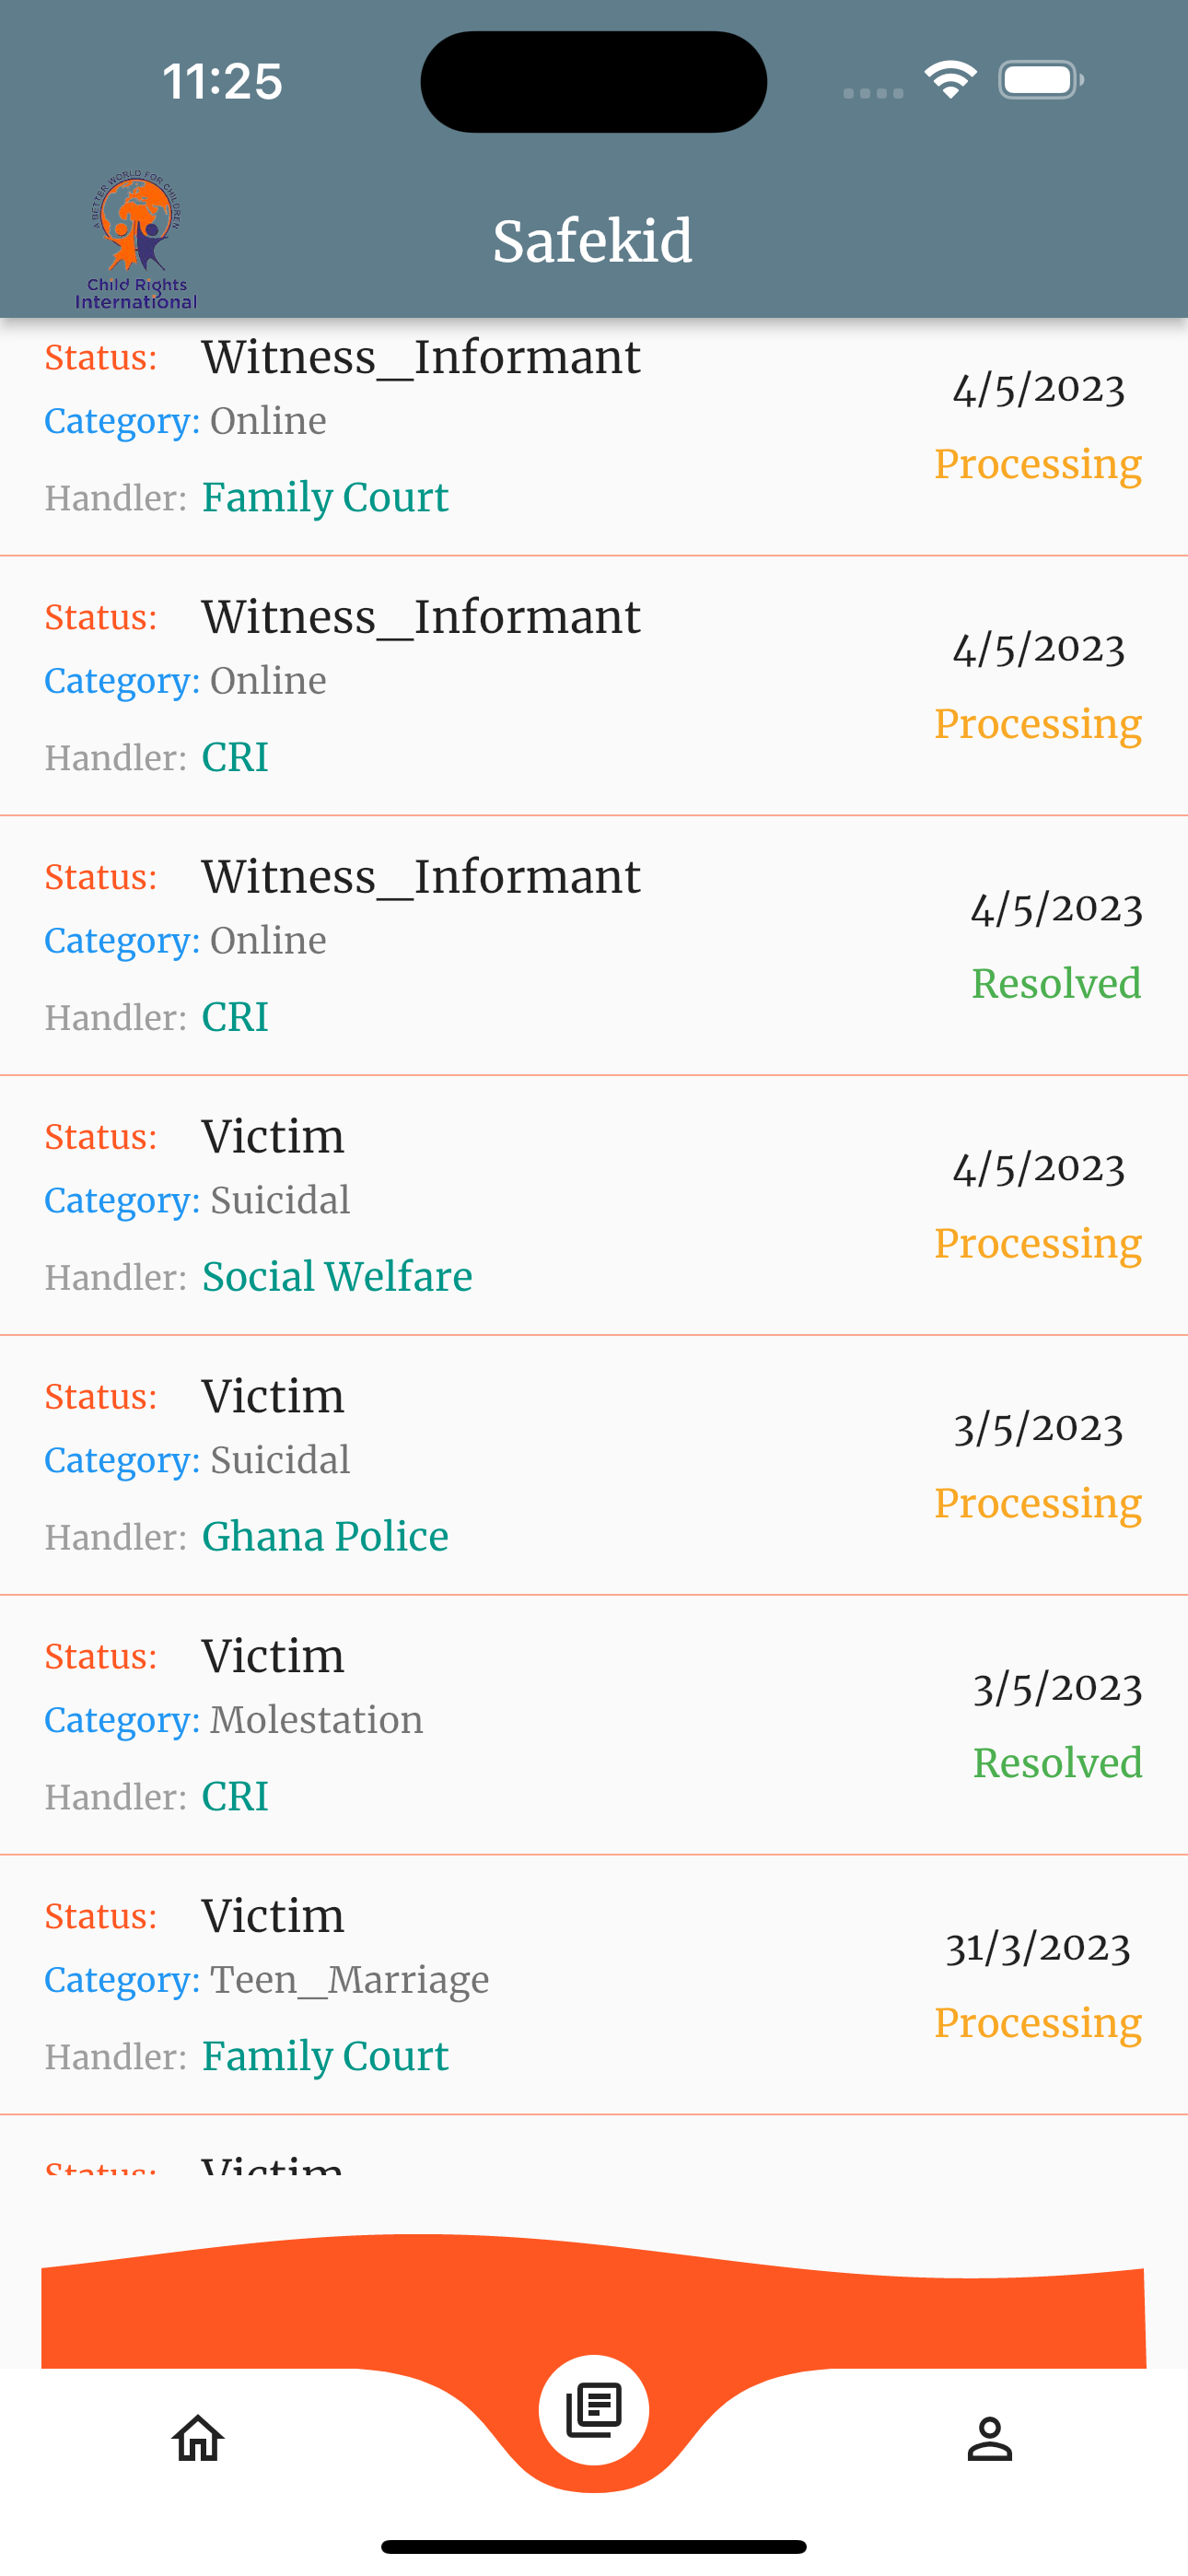 11:25
A BETTER WORLD FOR CHILDREN
Child Rights
International
Safekid
Status: Witness_Informant
4/5/2023
Category: Online
Processing
Handler: Family Court
Status: Witness_Informant
4/5/2023
Category: Online
Processing
Handler: CRI
Status: Witness_Informant
4/5/2023
Category: Online
Resolved
Handler: CRI
Status: Victim
4/5/2023
Category: Suicidal
Processing
Handler: Social Welfare
Status: Victim
3/5/2023
Category: Suicidal
Processing
Handler: Ghana Police
Status: Victim
3/5/2023
Category: Molestation
Resolved
Handler: CRI
Status: Victim
31/3/2023
Category: Teen_Marriage
Processing
Handler: Family Court
Status: Victim